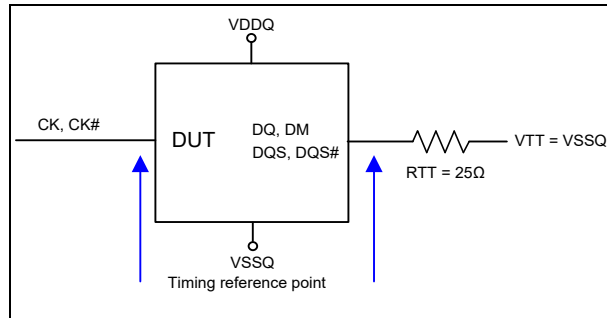 VDDQ
CK, CK#
DUT
DQ, DM
DQS, DQS#
VTT = VSSQ
RTT = 25Ω
VSSQ
Timing reference point